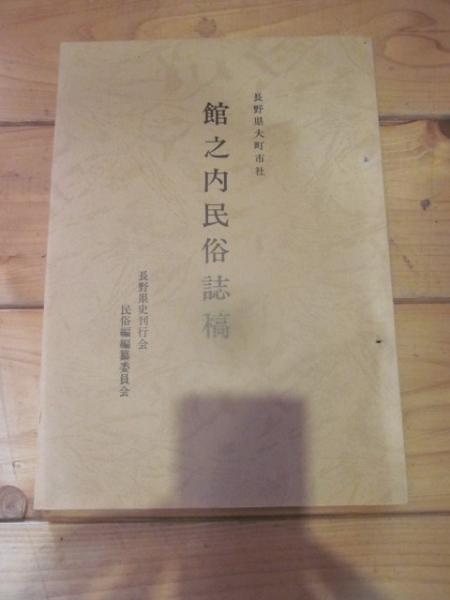 長野県大町市社
館之内民俗誌稿
長野県史刊行会
民俗編編纂委員会